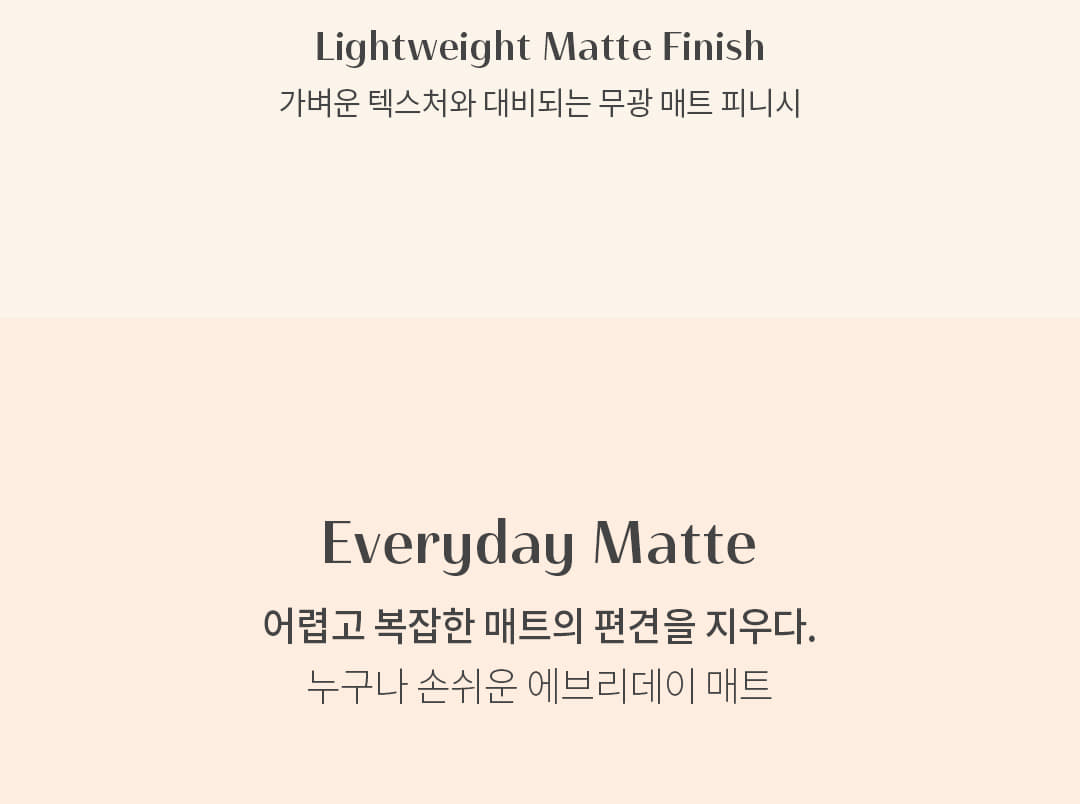 Lightweight Matte Finish
가벼운 텍스처와 대비되는 무광 매트 피니시
Everyday Matte
어렵고 복잡한 매트의 편견을 지우다.
누구나 손쉬운 에브리데이 매트